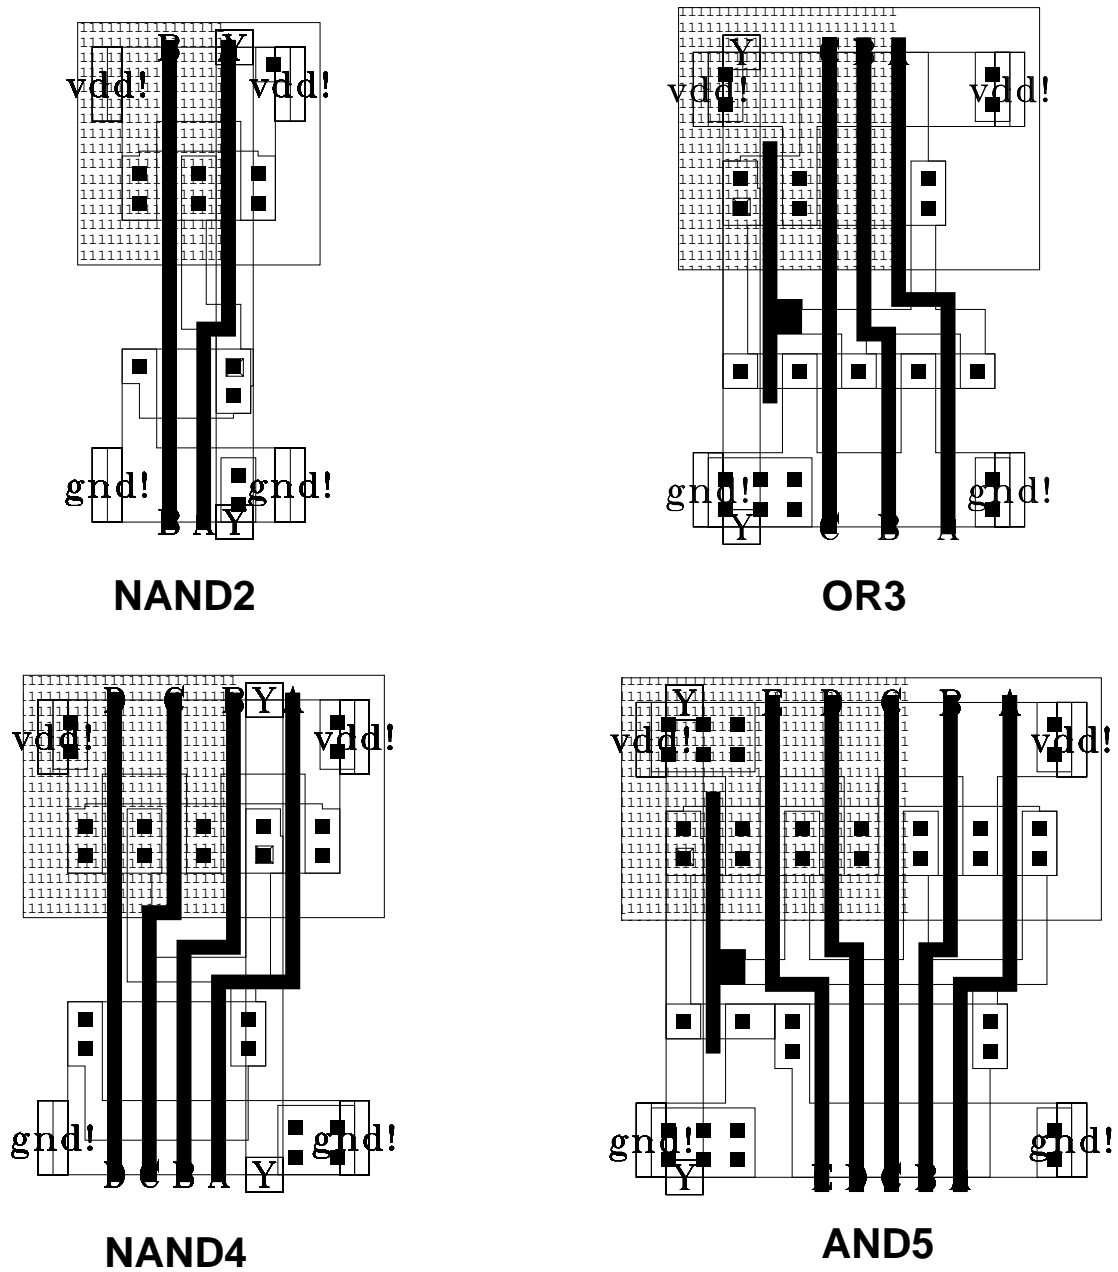 B Y
vdd! vdd!
gnd! gnd!
B A Y
NAND2
Y C B A
vdd! vdd!
gnd! gnd!
Y C B A
OR3
D C B Y A
vdd! vdd!
gnd! gnd!
D C B A Y
NAND4
Y E D C B A
vdd! vdd!
gnd! gnd!
Y E D C B A
AND5